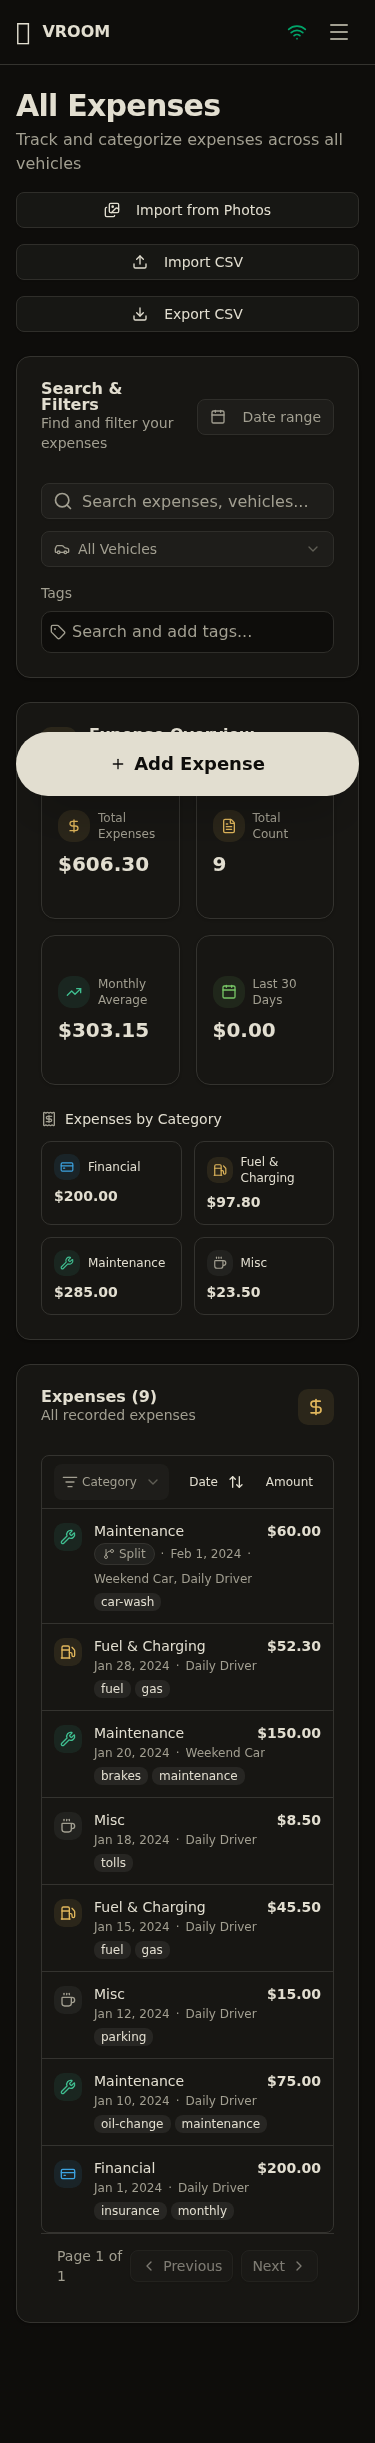 VROOM
All Expenses
Track and categorize expenses across all
vehicles
Import from Photos
Import CSV
Export CSV
Search &
Filters
Find and filter your
expenses
Date range
Search expenses, vehicles...
All Vehicles
Tags
Search and add tags...
Expense Overview
+ Add Expense
Total
Expenses
$606.30
Total
Count
9
Monthly
Average
$303.15
Last 30
Days
$0.00
Expenses by Category
Financial
$200.00
Fuel &
Charging
$97.80
Maintenance
$285.00
Misc
$23.50
Expenses (9)
All recorded expenses
Category Date Amount
Maintenance $60.00
Split · Feb 1, 2024 ·
Weekend Car, Daily Driver
car-wash
Fuel & Charging $52.30
Jan 28, 2024 · Daily Driver
fuel gas
Maintenance $150.00
Jan 20, 2024 · Weekend Car
brakes maintenance
Misc $8.50
Jan 18, 2024 · Daily Driver
tolls
Fuel & Charging $45.50
Jan 15, 2024 · Daily Driver
fuel gas
Misc $15.00
Jan 12, 2024 · Daily Driver
parking
Maintenance $75.00
Jan 10, 2024 · Daily Driver
oil-change maintenance
Financial $200.00
Jan 1, 2024 · Daily Driver
insurance monthly
Page 1 of
1
Previous
Next